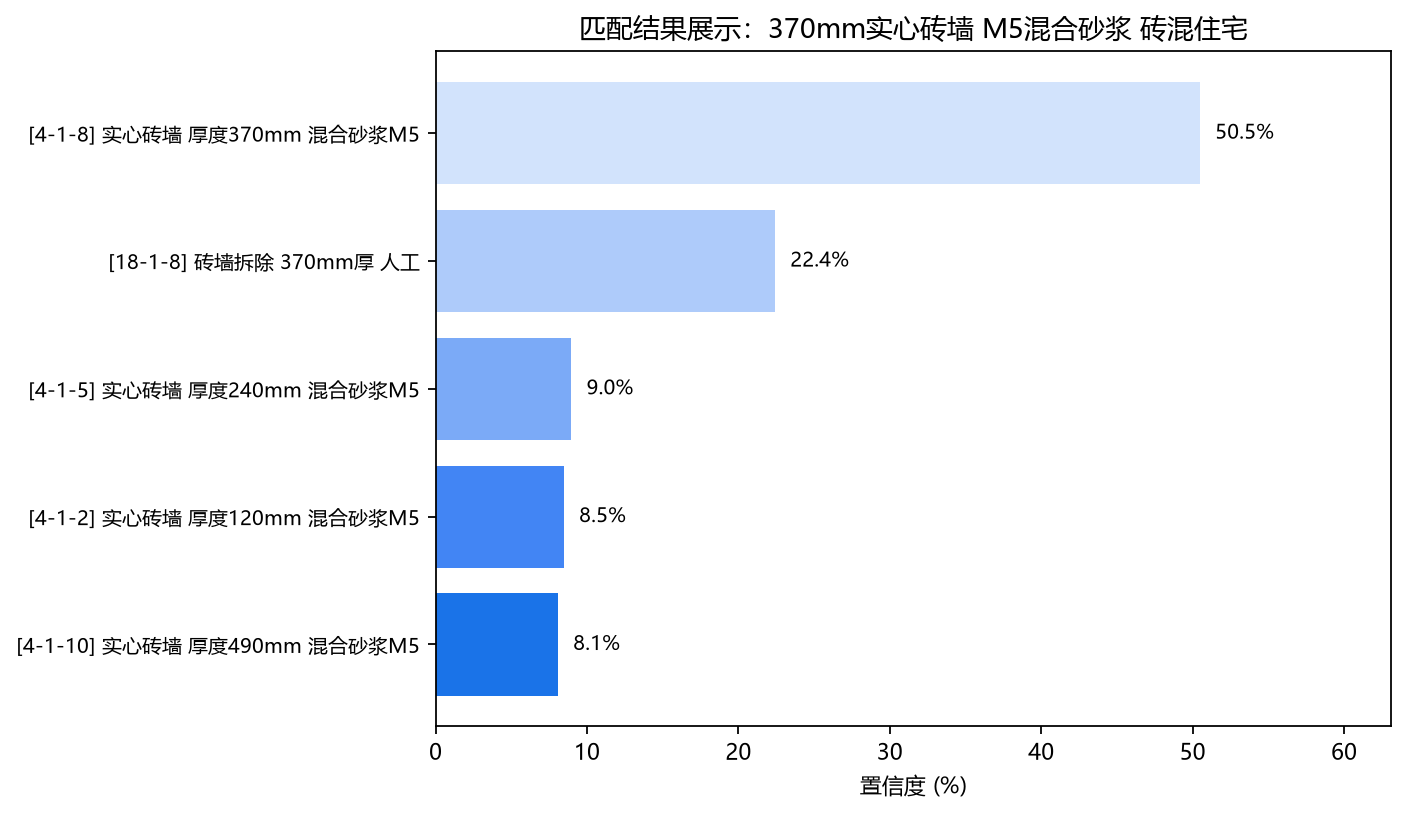 匹配结果展示：370mm实心砖墙 M5混合砂浆 砖混住宅
[4-1-8] 实心砖墙 厚度370mm 混合砂浆M5
50.5%
[18-1-8] 砖墙拆除 370mm厚 人工
22.4%
[4-1-5] 实心砖墙 厚度240mm 混合砂浆M5
9.0%
[4-1-2] 实心砖墙 厚度120mm 混合砂浆M5
8.5%
[4-1-10] 实心砖墙 厚度490mm 混合砂浆M5
8.1%
0 10 20 30 40 50 60
置信度 (%)